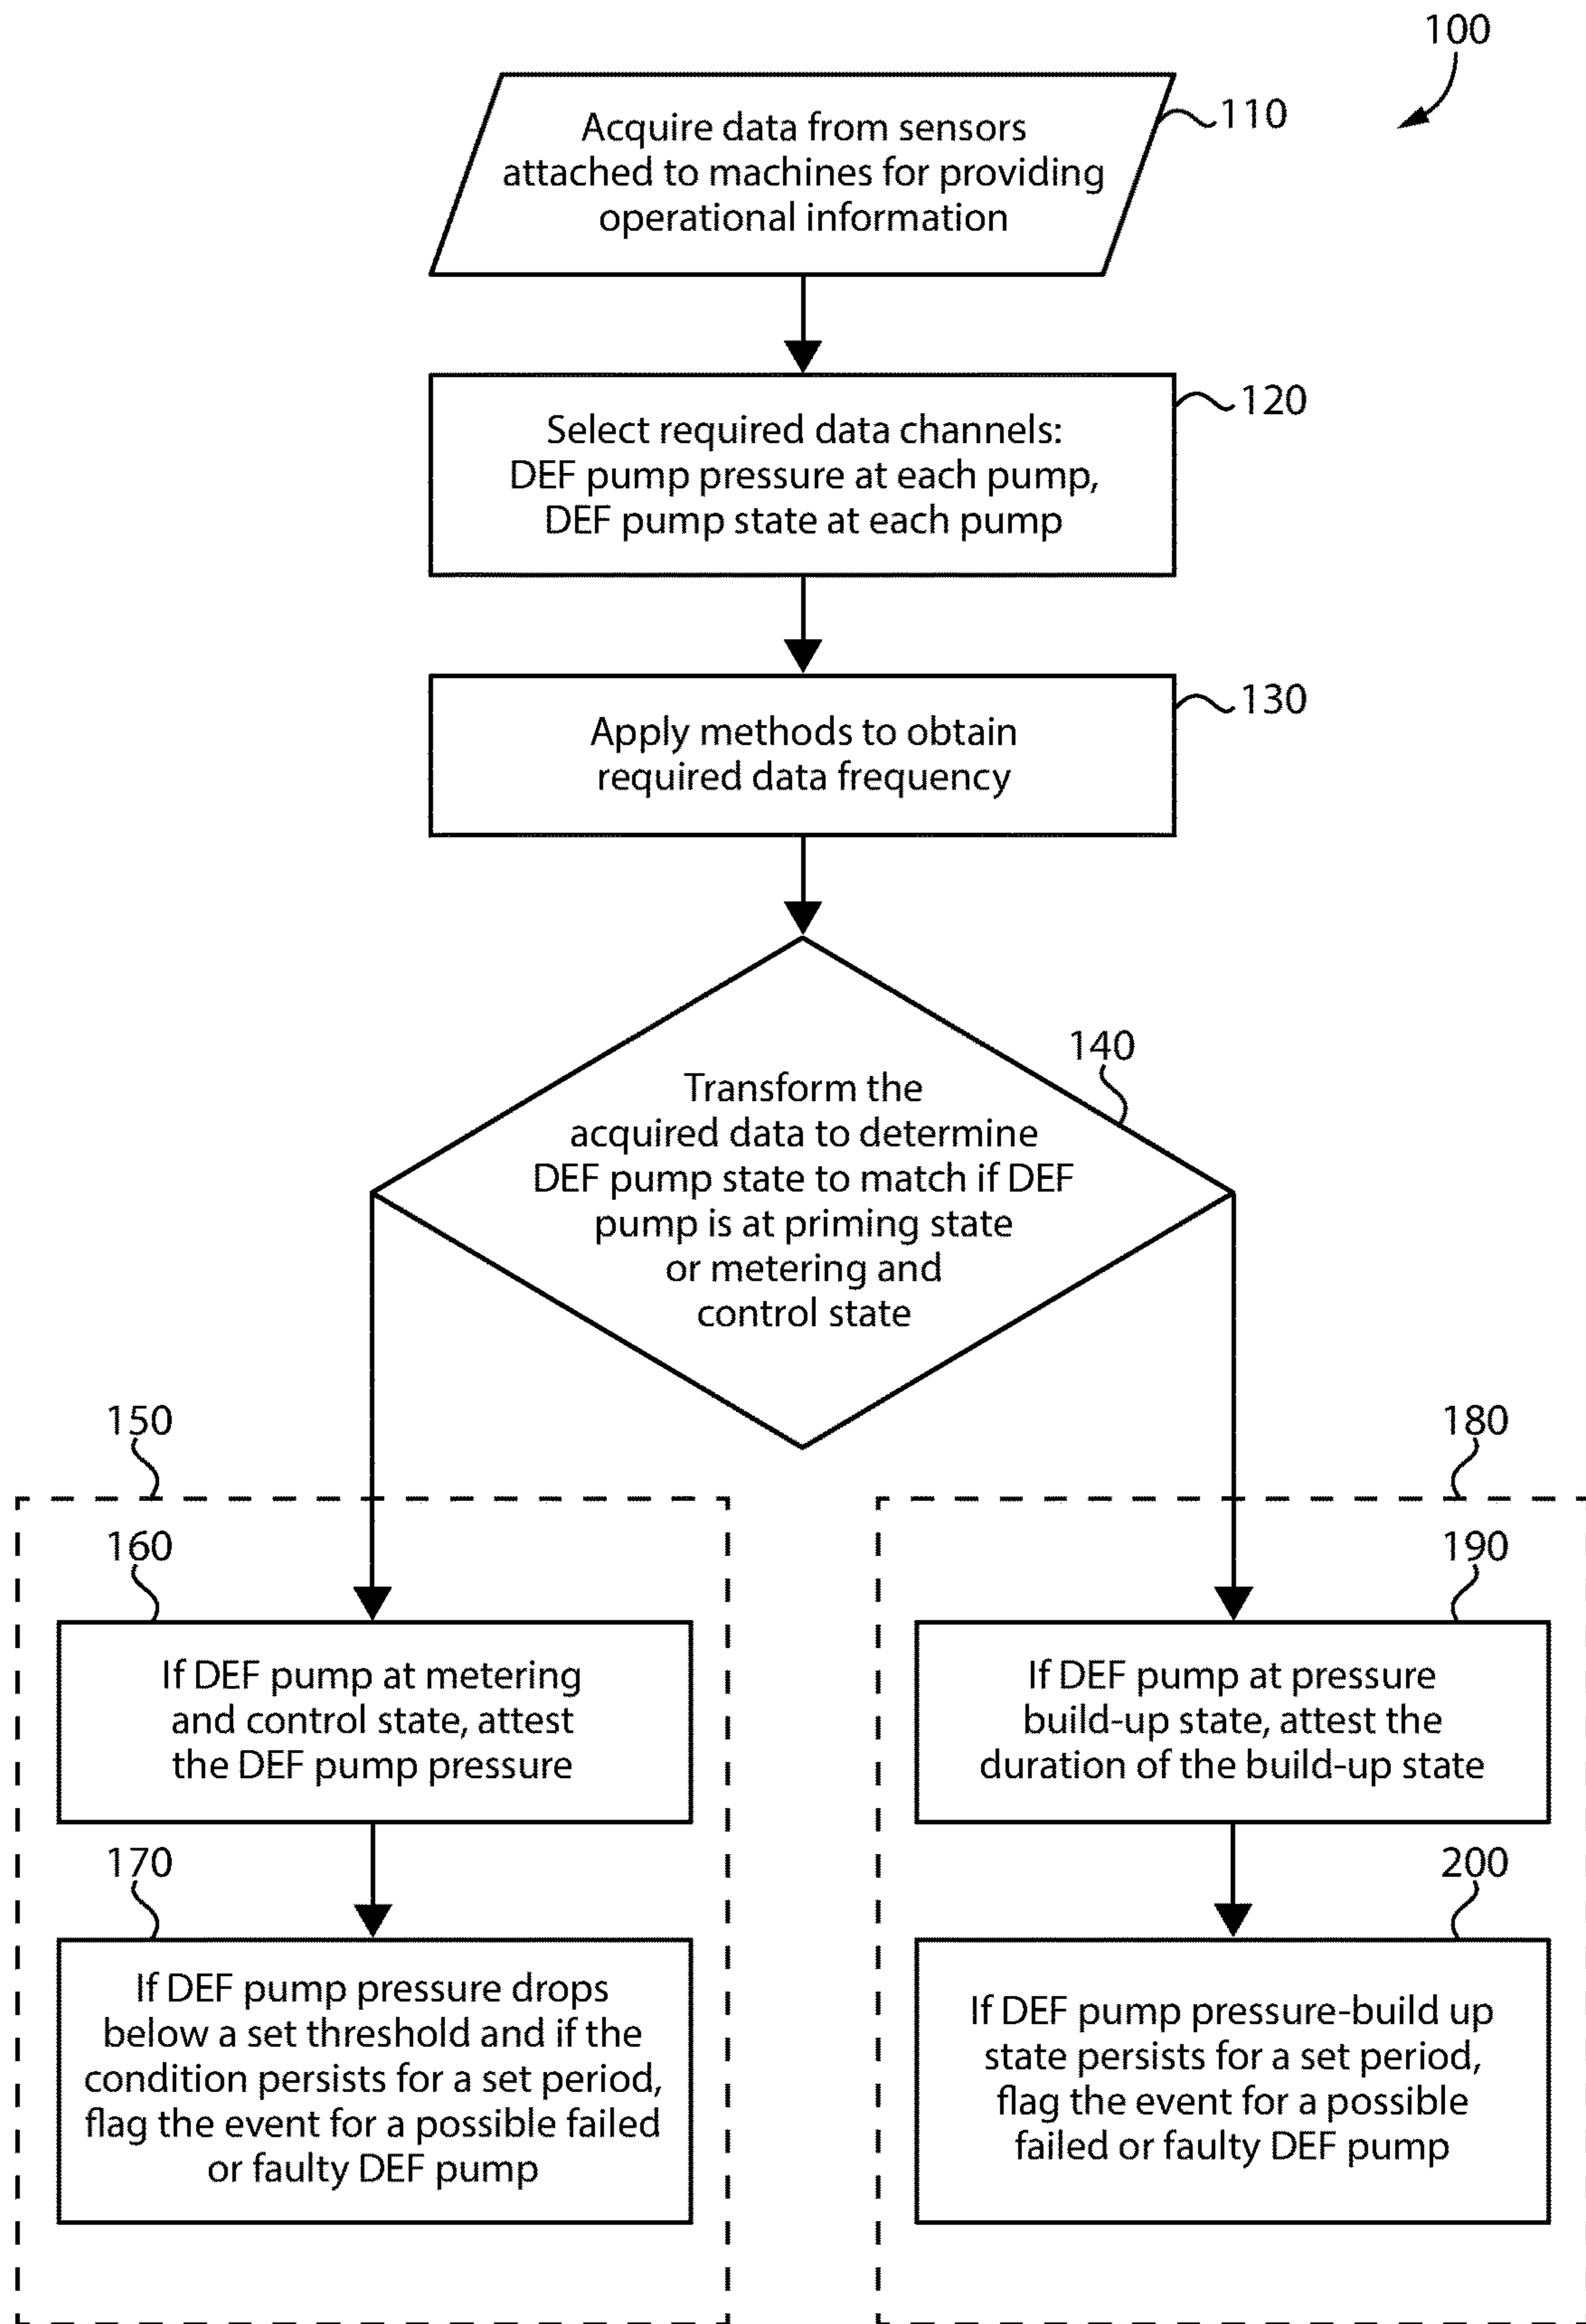 100
110
Acquire data from sensors
attached to machines for providing
operational information
120
Select required data channels:
DEF pump pressure at each pump,
DEF pump state at each pump
130
Apply methods to obtain
required data frequency
140
Transform the
acquired data to determine
DEF pump state to match if DEF
pump is at priming state
or metering and
control state
150
160
If DEF pump at metering
and control state, attest
the DEF pump pressure
170
If DEF pump pressure drops
below a set threshold and if the
condition persists for a set period,
flag the event for a possible failed
or faulty DEF pump
180
190
If DEF pump at pressure
build-up state, attest the
duration of the build-up state
200
If DEF pump pressure-build up
state persists for a set period,
flag the event for a possible
failed or faulty DEF pump